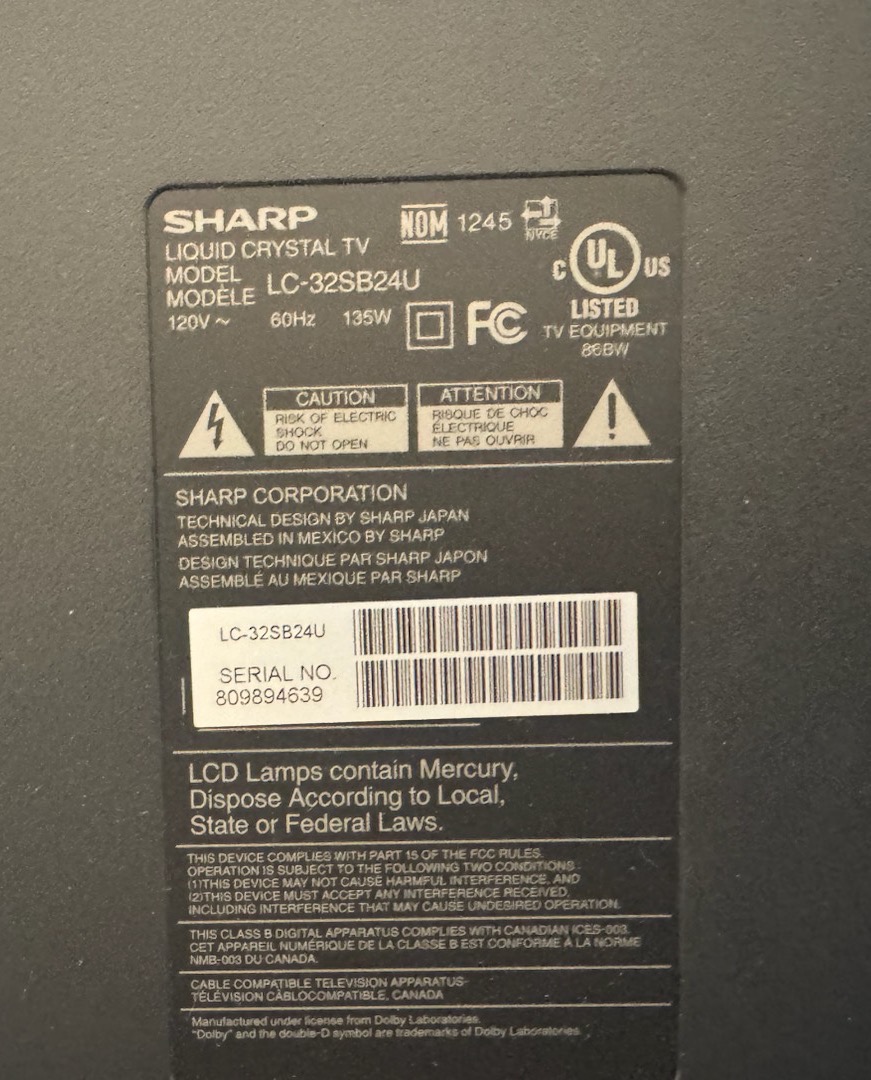 SHARP
NOM 1245 NYCE
LIQUID CRYSTAL TV
MODEL
MODÈLE LC-32SB24U
C UL US
LISTED
TV EQUIPMENT
86BW
120V ~ 60Hz 135W FC
CAUTION
RISK OF ELECTRIC
SHOCK
DO NOT OPEN
ATTENTION
RISQUE DE CHOC
ÉLECTRIQUE
NE PAS OUVRIR
SHARP CORPORATION
TECHNICAL DESIGN BY SHARP JAPAN
ASSEMBLED IN MEXICO BY SHARP
DESIGN TECHNIQUE PAR SHARP JAPON
ASSEMBLÉ AU MEXIQUE PAR SHARP
LC-32SB24U
SERIAL NO.
809894639
LCD Lamps contain Mercury,
Dispose According to Local,
State or Federal Laws.
THIS DEVICE COMPLIES WITH PART 15 OF THE FCC RULES.
OPERATION IS SUBJECT TO THE FOLLOWING TWO CONDITIONS:
(1)THIS DEVICE MAY NOT CAUSE HARMFUL INTERFERENCE, AND
(2)THIS DEVICE MUST ACCEPT ANY INTERFERENCE RECEIVED,
INCLUDING INTERFERENCE THAT MAY CAUSE UNDESIRED OPERATION.
THIS CLASS B DIGITAL APPARATUS COMPLIES WITH CANADIAN ICES-003.
CET APPAREIL NUMÉRIQUE DE LA CLASSE B EST CONFORME À LA NORME
NMB-003 DU CANADA.
CABLE COMPATIBLE TELEVISION APPARATUS-
TÉLÉVISION CÂBLOCOMPATIBLE, CANADA
Manufactured under license from Dolby Laboratories.
"Dolby" and the double-D symbol are trademarks of Dolby Laboratories.